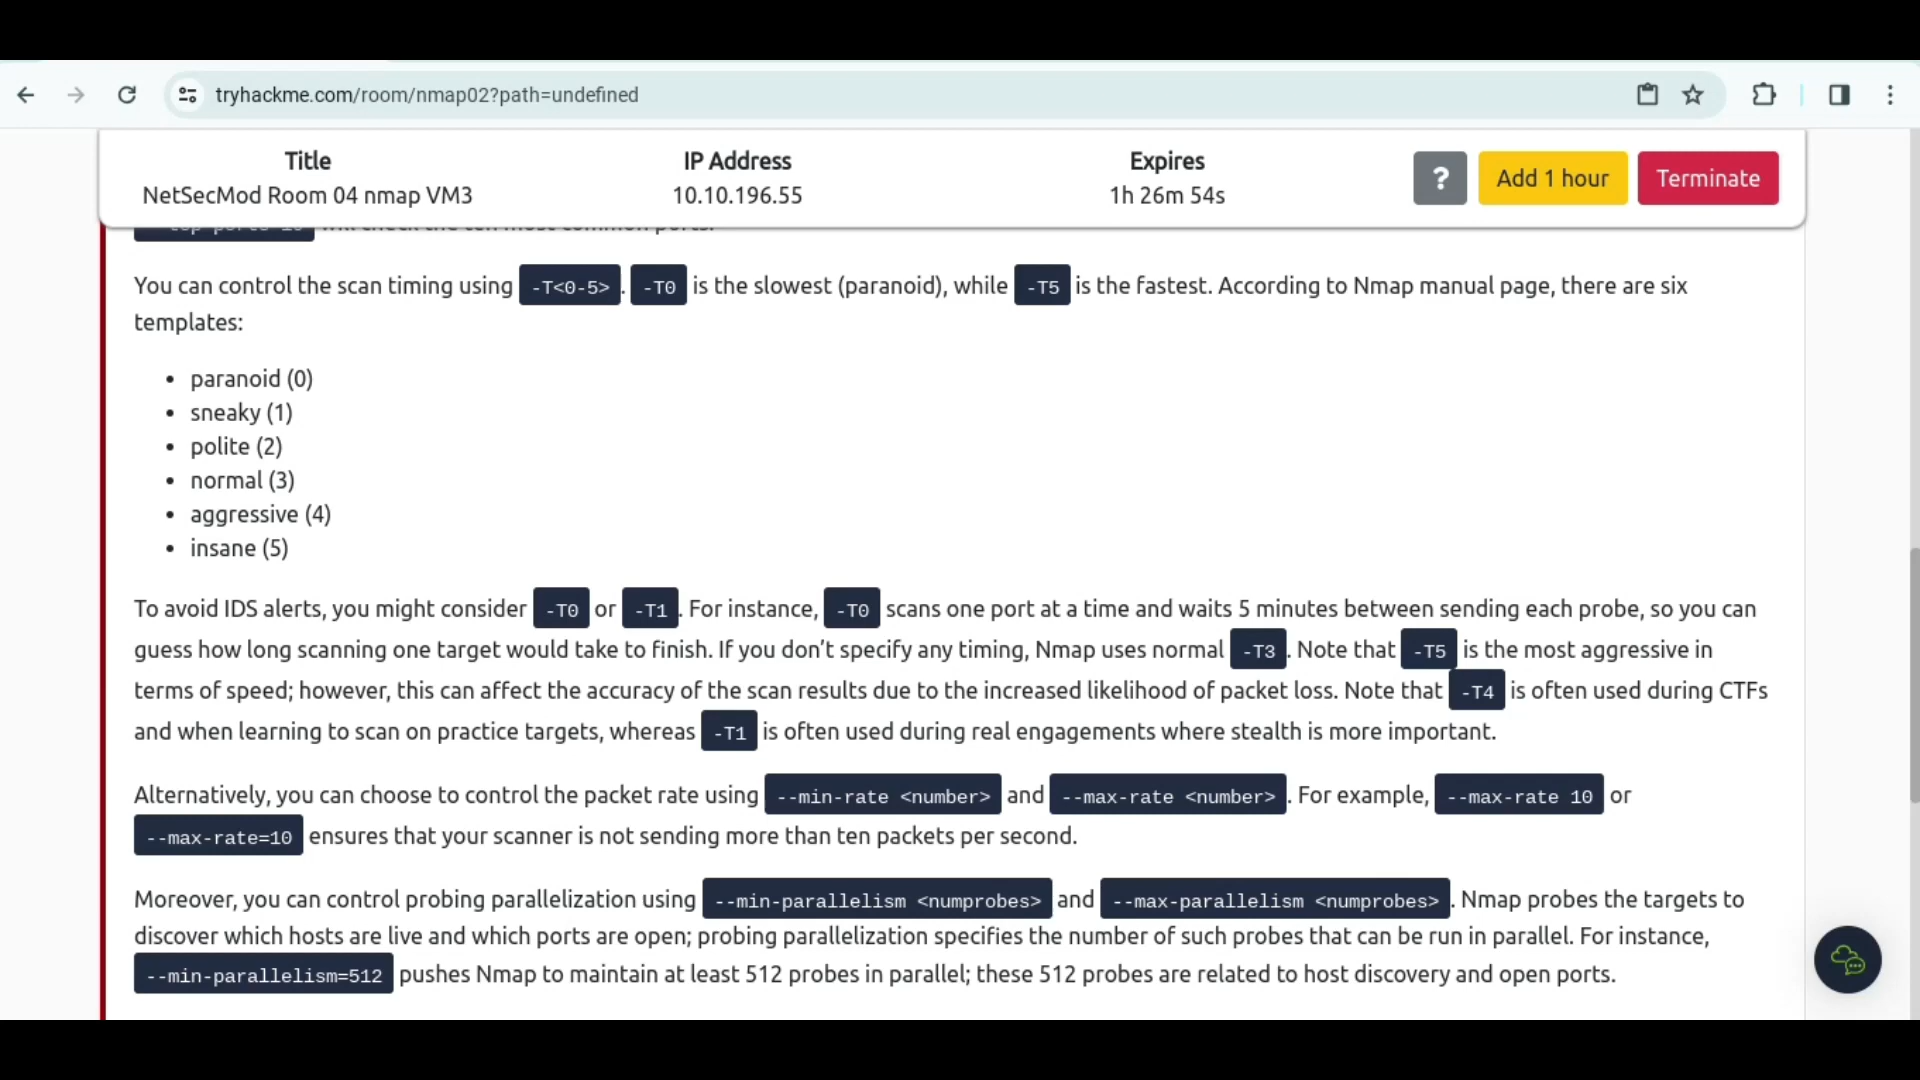 tryhackme.com/room/nmap02?path=undefined
Title
IP Address
Expires
NetSecMod Room 04 nmap VM3
10.10.196.55
1h 26m 54s
?
Add 1 hour
Terminate
You can control the scan timing using -T<0-5>. -T0 is the slowest (paranoid), while -T5 is the fastest. According to Nmap manual page, there are six
templates:
• paranoid (0)
• sneaky (1)
• polite (2)
• normal (3)
• aggressive (4)
• insane (5)
To avoid IDS alerts, you might consider -T0 or -T1. For instance, -T0 scans one port at a time and waits 5 minutes between sending each probe, so you can
guess how long scanning one target would take to finish. If you don’t specify any timing, Nmap uses normal -T3. Note that -T5 is the most aggressive in
terms of speed; however, this can affect the accuracy of the scan results due to the increased likelihood of packet loss. Note that -T4 is often used during CTFs
and when learning to scan on practice targets, whereas -T1 is often used during real engagements where stealth is more important.
Alternatively, you can choose to control the packet rate using --min-rate <number> and --max-rate <number>. For example, --max-rate 10 or
--max-rate=10 ensures that your scanner is not sending more than ten packets per second.
Moreover, you can control probing parallelization using --min-parallelism <numprobes> and --max-parallelism <numprobes>. Nmap probes the targets to
discover which hosts are live and which ports are open; probing parallelization specifies the number of such probes that can be run in parallel. For instance,
--min-parallelism=512 pushes Nmap to maintain at least 512 probes in parallel; these 512 probes are related to host discovery and open ports.